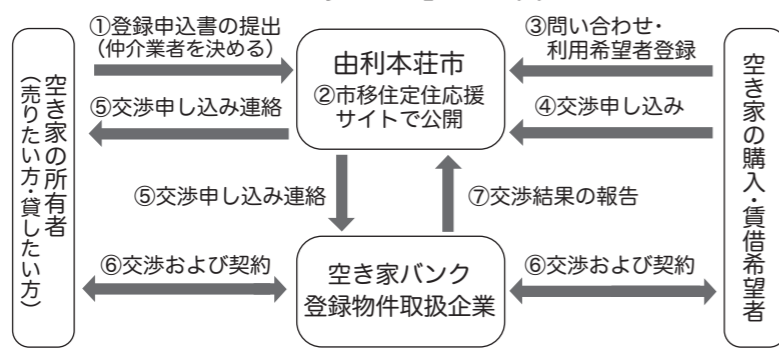 ①登録申込書の提出
（仲介業者を決める）
③問い合わせ・
利用希望者登録
空き家の所有者
（売りたい方・貸したい方）
由利本荘市
②市移住定住応援
サイトで公開
空き家の購入・賃借希望者
⑤交渉申し込み連絡
④交渉申し込み
⑤交渉申し込み連絡
⑦交渉結果の報告
⑥交渉および契約
空き家バンク
登録物件取扱企業
⑥交渉および契約